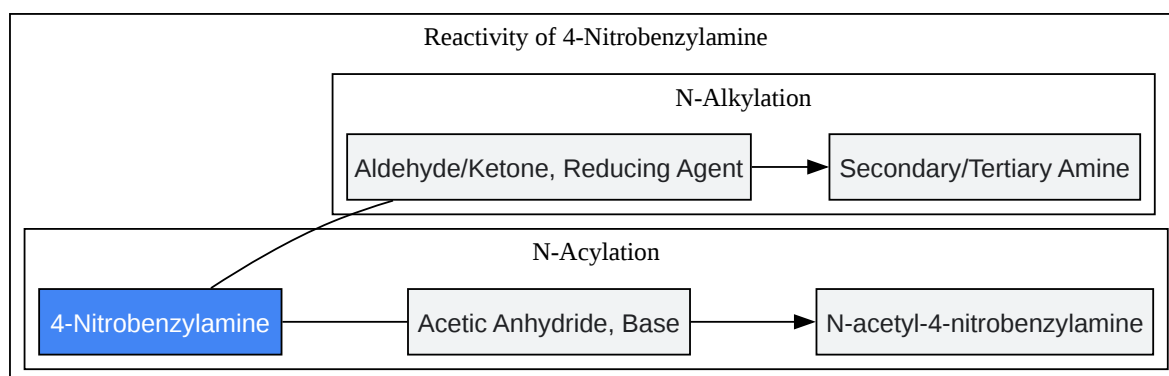 Reactivity of 4-Nitrobenzylamine
N-Alkylation
Aldehyde/Ketone, Reducing Agent
Secondary/Tertiary Amine
N-Acylation
4-Nitrobenzylamine
Acetic Anhydride, Base
N-acetyl-4-nitrobenzylamine